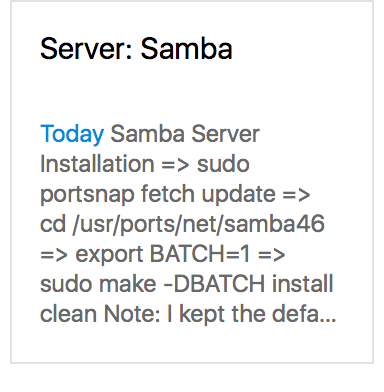 Server: Samba
Today Samba Server
Installation => sudo
portsnap fetch update =>
cd /usr/ports/net/samba46
=> export BATCH=1 =>
sudo make -DBATCH install
clean Note: I kept the defa...